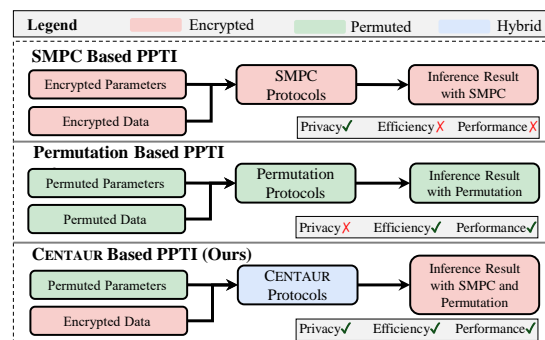 Legend Encrypted Permuted Hybrid
SMPC Based PPTI
Encrypted Parameters
Encrypted Data
SMPC
Protocols
Inference Result
with SMPC
Privacy✓ Efficiency✗ Performance✗
Permutation Based PPTI
Permuted Parameters
Permuted Data
Permutation
Protocols
Inference Result
with Permutation
Privacy✗ Efficiency✓ Performance✓
CENTAUR Based PPTI (Ours)
Permuted Parameters
Encrypted Data
CENTAUR
Protocols
Inference Result
with SMPC and
Permutation
Privacy✓ Efficiency✓ Performance✓